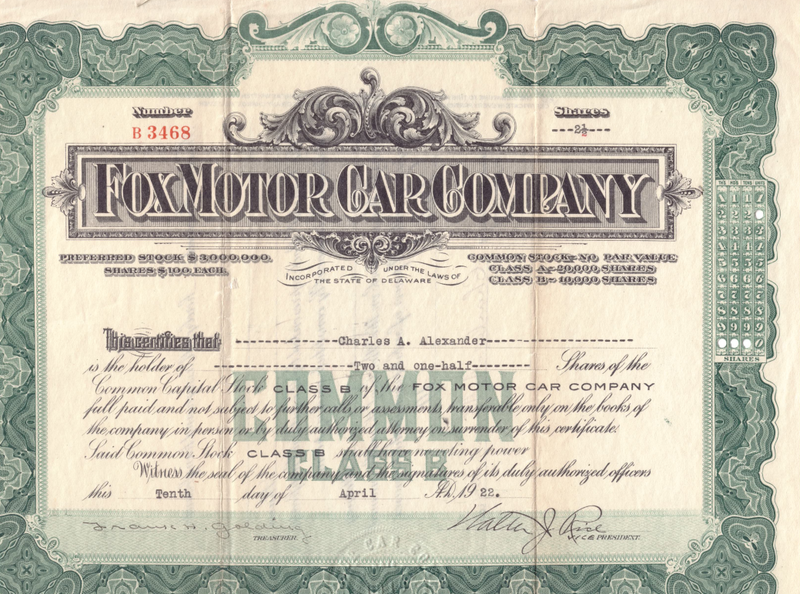 Number
B 3468
Shares
---2½---
FOX MOTOR CAR COMPANY
PREFERRED STOCK $3,000,000.
SHARES $100, EACH.
INCORPORATED UNDER THE LAWS OF
THE STATE OF DELAWARE
COMMON STOCK-NO PAR VALUE
CLASS A-20,000 SHARES
CLASS B-10,000 SHARES
This certifies that ------------Charles A. Alexander------------
is the holder of ------------Two and one-half------- Shares of the
Common Capital Stock CLASS B of the FOX MOTOR CAR COMPANY
full paid and not subject to further calls or assessments, transferable only on the books of
the company in person or by duly authorized attorney on surrender of this certificate.
Said Common Stock CLASS B shall have no voting power
Witness the seal of the company and the signatures of its duly authorized officers
this Tenth day of April A.D. 1922.
COMMON
CLASS B
Frank H. Golding
TREASURER.
Walter J. Rice
VICE PRESIDENT.
SHARES